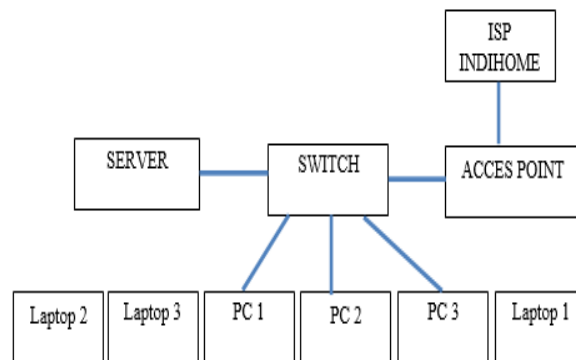 ISP
INDIHOME
SERVER
SWITCH
ACCES POINT
Laptop 2
Laptop 3
PC 1
PC 2
PC 3
Laptop 1